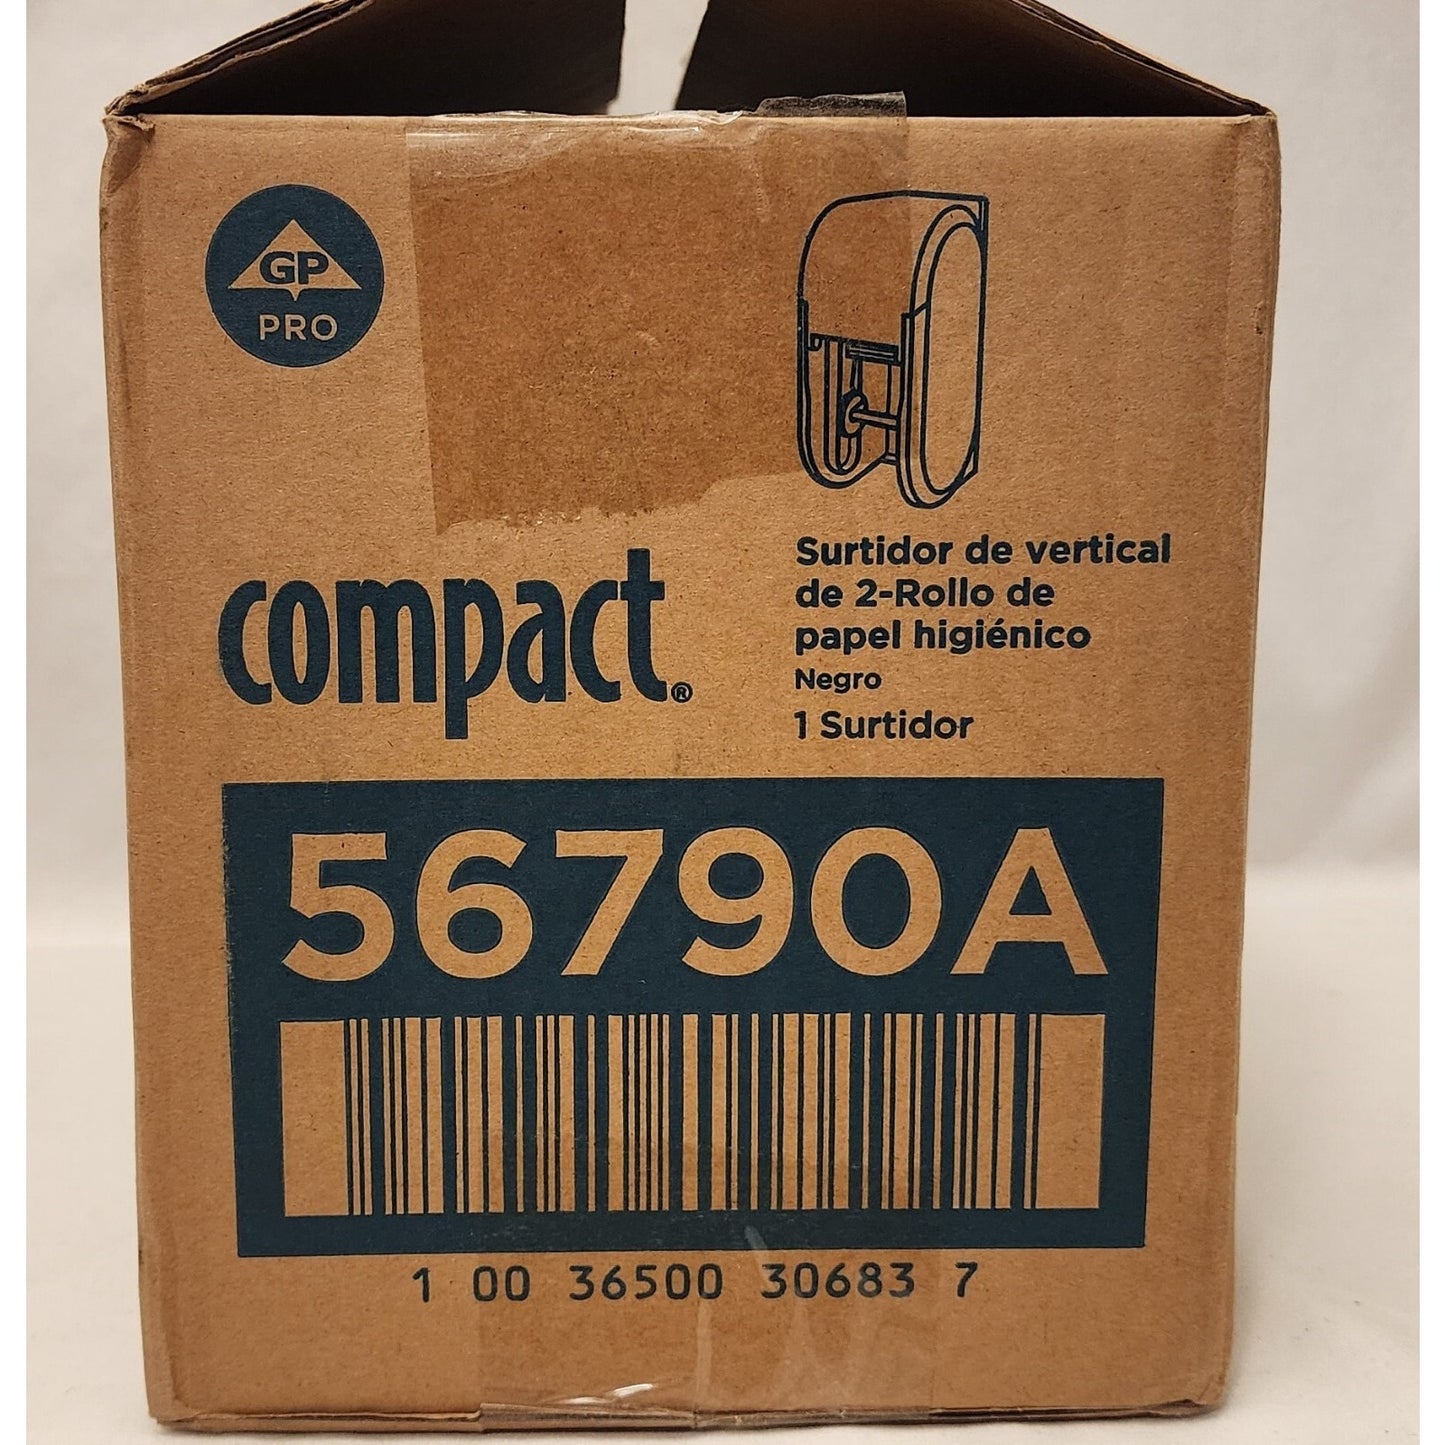 GP
PRO
compact®
Surtidor de vertical
de 2-Rollo de
papel higiénico
Negro
1 Surtidor
56790A
1 00 36500 30683 7